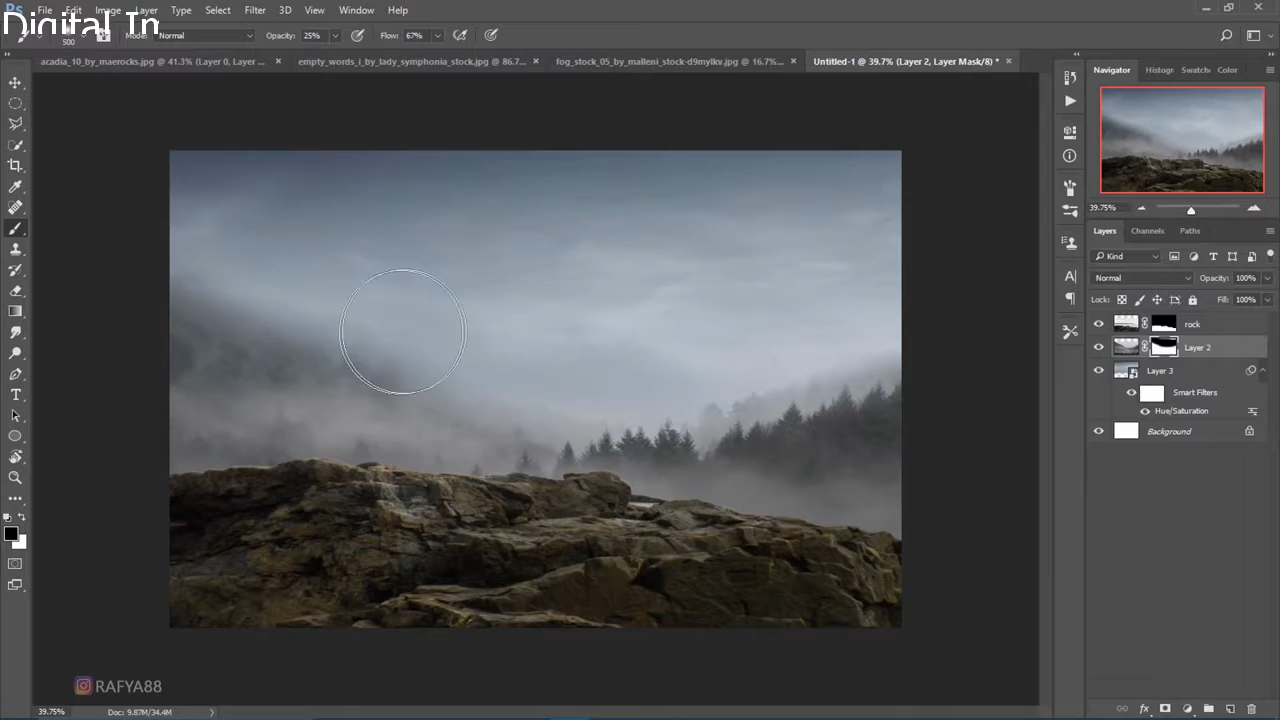 Ps File Edit Image Layer Type Select Filter 3D View Window Help
Digital In
500 Mode: Normal Opacity: 25% Flow: 67%
acadia_10_by_maerocks.jpg @ 41.3% (Layer 0, Layer ... × empty_words_i_by_lady_symphonia_stock.jpg @ 86.7... × fog_stock_05_by_malleni_stock-d9mylkv.jpg @ 16.7%... × Untitled-1 @ 39.7% (Layer 2, Layer Mask/8) * ×
Navigator Histog Swatch Color
39.75%
Layers Channels Paths
Kind
Normal Opacity: 100%
Lock: Fill: 100%
rock
Layer 2
Layer 3
Smart Filters
Hue/Saturation
Background
RAFYA88
39.75% Doc: 9.87M/34.4M